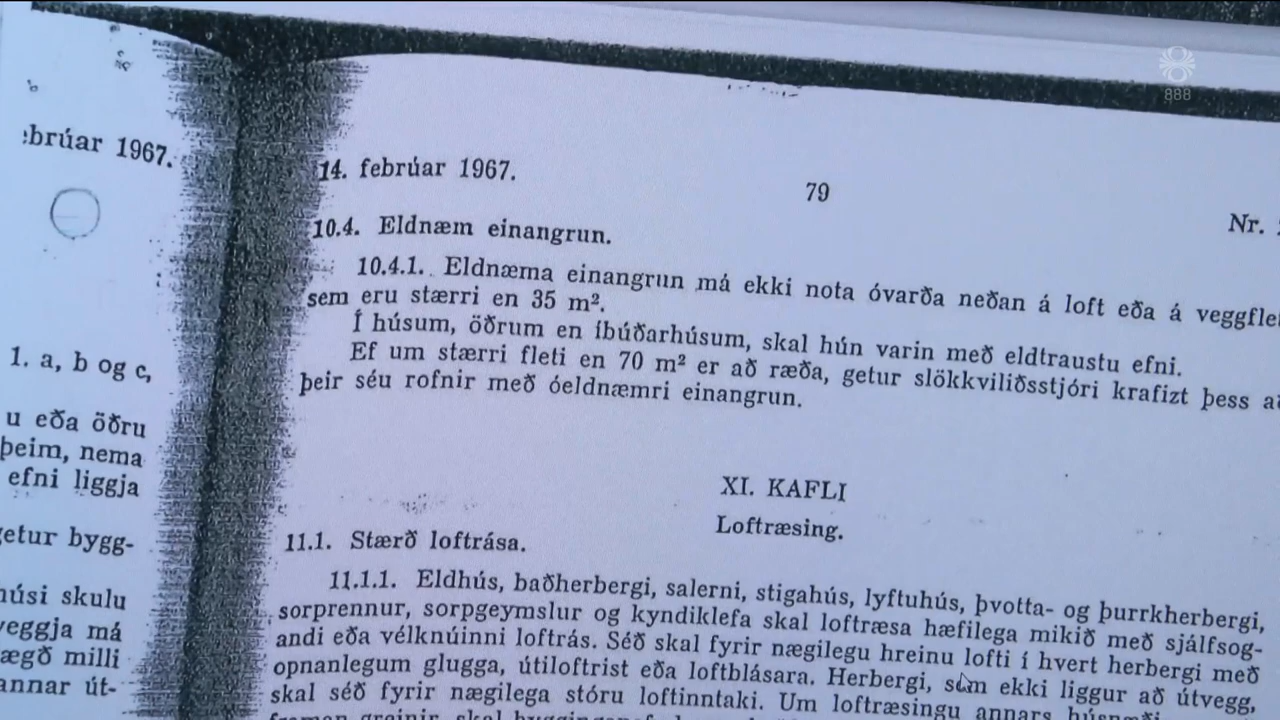 888
brúar 1967.
1. a, b og c,
u eða öðru
þeim, nema
efni liggja
getur bygg-
húsi skulu
veggja má
ægð milli
annar út-
14. febrúar 1967.
79
Nr.
10.4. Eldnæm einangrun.
10.4.1. Eldnæma einangrun má ekki nota óvarða neðan á loft eða á veggfle
sem eru stærri en 35 m².
Í húsum, öðrum en íbúðarhúsum, skal hún varin með eldtraustu efni.
Ef um stærri fleti en 70 m² er að ræða, getur slökkviliðsstjóri krafizt þess að
þeir séu rofnir með óeldnæmri einangrun.
XI. KAFLI
Loftræsing.
11.1. Stærð loftrása.
11.1.1. Eldhús, baðherbergi, salerni, stigahús, lyftuhús, þvotta- og þurrkherbergi,
sorprennur, sorpgeymslur og kyndiklefa skal loftræsa hæfilega mikið með sjálfsog-
andi eða vélknúinni loftrás. Séð skal fyrir nægilegu hreinu lofti í hvert herbergi með
opnanlegum glugga, útiloftrist eða loftblásara. Herbergi, sem ekki liggur að útvegg,
skal séð fyrir nægilega stóru loftinntaki. Um loftræsingu annars